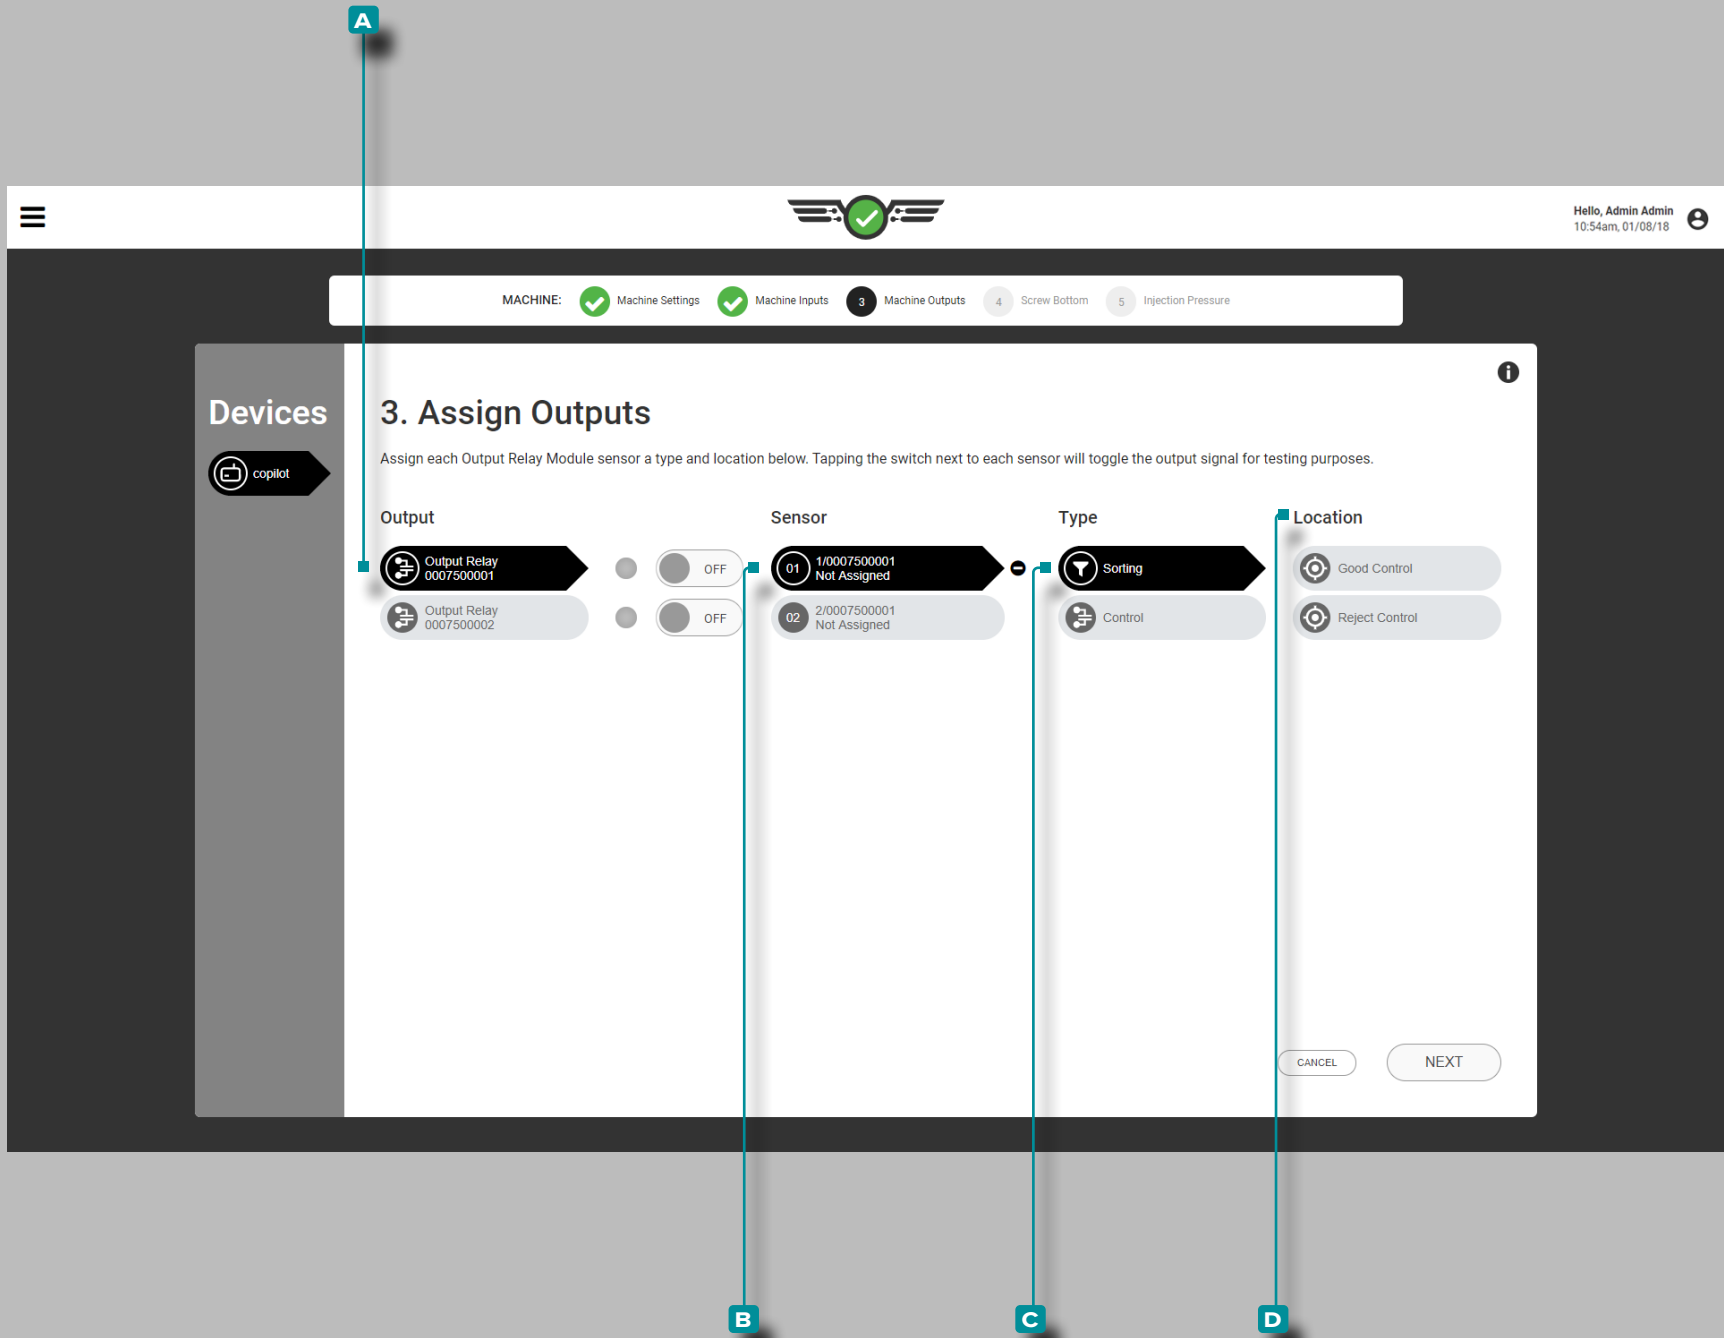 A
Hello, Admin Admin
10:54am, 01/08/18
MACHINE: Machine Settings Machine Inputs 3 Machine Outputs 4 Screw Bottom 5 Injection Pressure
Devices
copilot
3. Assign Outputs
Assign each Output Relay Module sensor a type and location below. Tapping the switch next to each sensor will toggle the output signal for testing purposes.
Output Sensor Type Location
Output Relay
0007500001
OFF
01 1/0007500001
Not Assigned
Sorting
Good Control
Output Relay
0007500002
OFF
02 2/0007500001
Not Assigned
Control
Reject Control
CANCEL NEXT
B C D